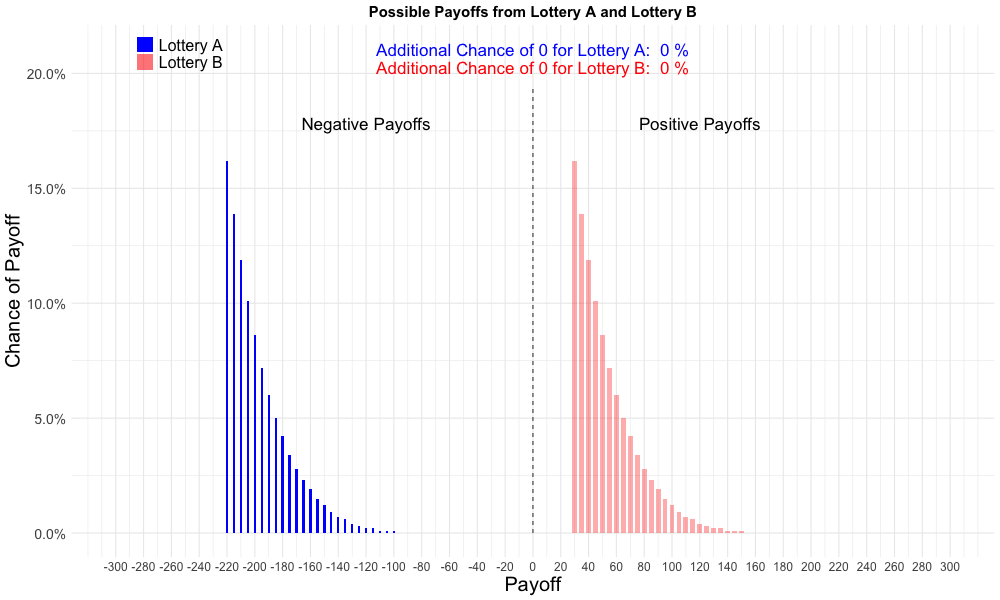 Possible Payoffs from Lottery A and Lottery B
Lottery A
Lottery B
Additional Chance of 0 for Lottery A:  0 %
Additional Chance of 0 for Lottery B:  0 %
Negative Payoffs
Positive Payoffs
Chance of Payoff
20.0%
15.0%
10.0%
5.0%
0.0%
-300 -280 -260 -240 -220 -200 -180 -160 -140 -120 -100 -80 -60 -40 -20 0 20 40 60 80 100 120 140 160 180 200 220 240 260 280 300
Payoff